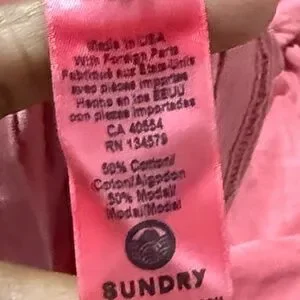 Made in USA
With Foreign Parts
Fabriqué aux États-Unis
avec pièces importées
Hecho en los EEUU
con piezas importadas
CA 40554
RN 134579
50% Cotton/
Coton/Algodon
50% Modal/
Modal/Modal
SUNDRY